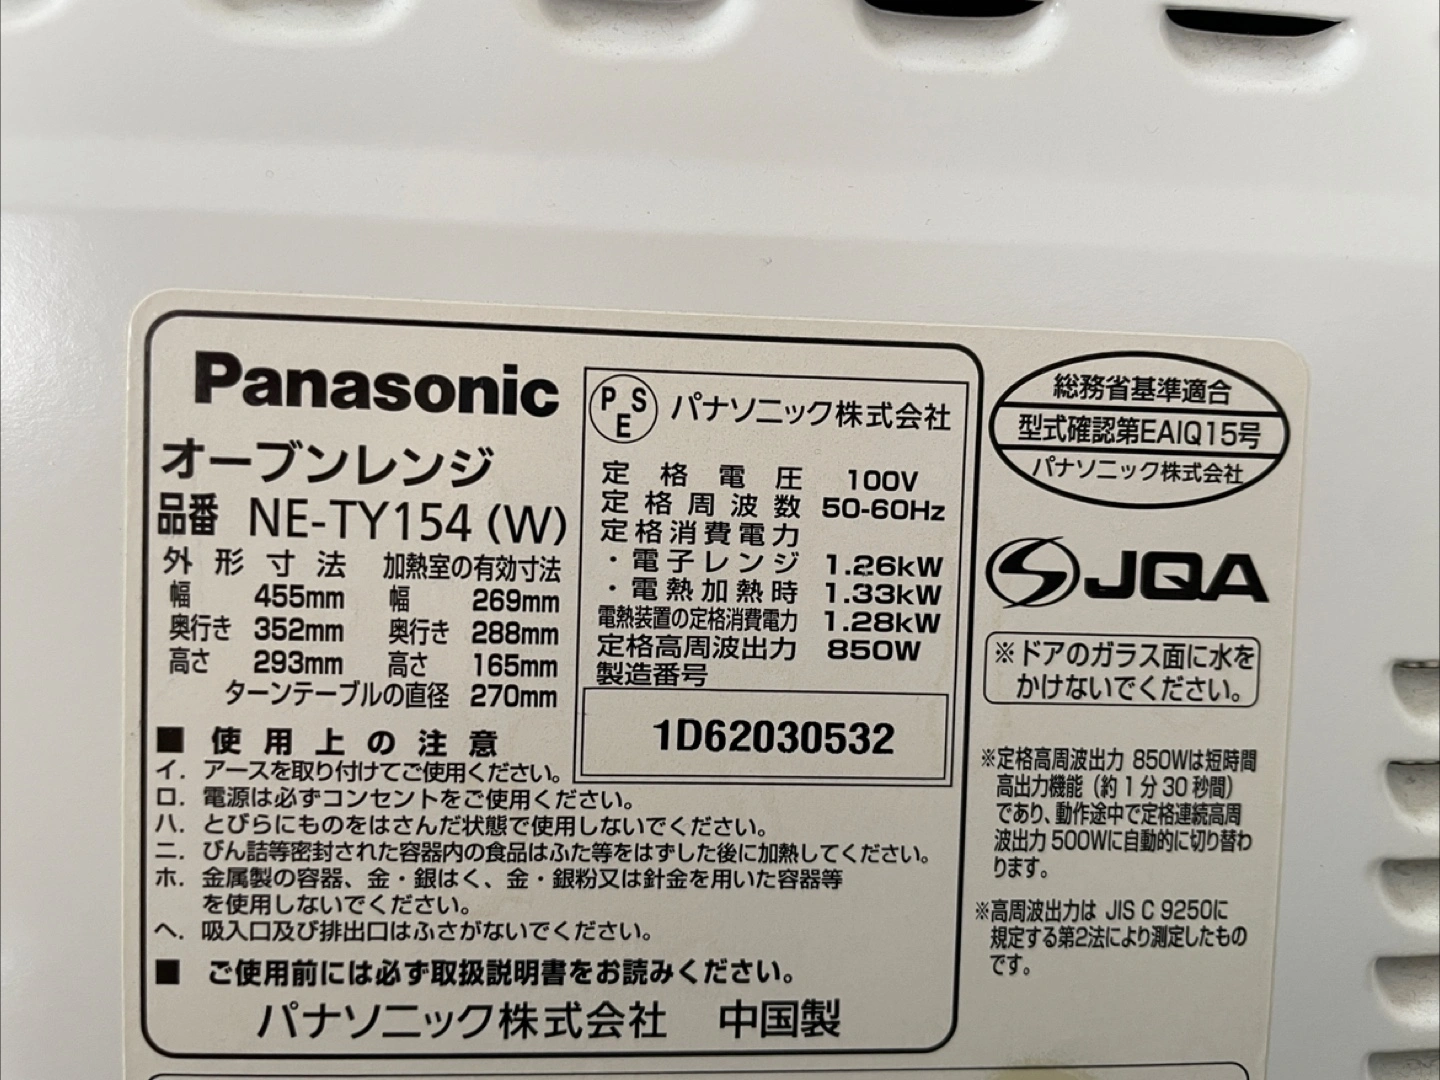 Panasonic
オーブンレンジ
品番 NE-TY154 (W)
外形寸法 加熱室の有効寸法
幅 455mm 幅 269mm
奥行き 352mm 奥行き 288mm
高さ 293mm 高さ 165mm
ターンテーブルの直径 270mm
PSE パナソニック株式会社
定格電圧 100V
定格周波数 50-60Hz
定格消費電力
・電子レンジ 1.26kW
・電熱加熱時 1.33kW
電熱装置の定格消費電力 1.28kW
定格高周波出力 850W
製造番号
1D62030532
■ 使用上の注意
イ. アースを取り付けてご使用ください。
ロ. 電源は必ずコンセントをご使用ください。
ハ. とびらにものをはさんだ状態で使用しないでください。
ニ. びん詰等密封された容器内の食品はふた等をはずした後に加熱してください。
ホ. 金属製の容器、金・銀はく、金・銀粉又は針金を用いた容器等
を使用しないでください。
ヘ. 吸入口及び排出口はふさがないでください。
■ ご使用前には必ず取扱説明書をお読みください。
パナソニック株式会社 中国製
総務省基準適合
型式確認第EAIQ15号
パナソニック株式会社
JQA
※ドアのガラス面に水を
かけないでください。
※定格高周波出力 850Wは短時間
高出力機能（約1分30秒間）
であり、動作途中で定格連続高周
波出力 500Wに自動的に切り替わ
ります。
※高周波出力は JIS C 9250に
規定する第2法により測定したもの
です。